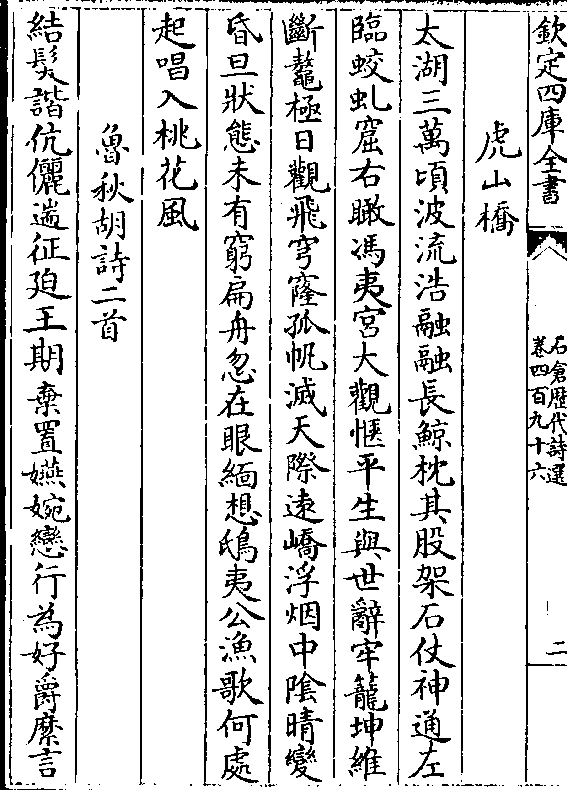 欽定四庫全書
石倉歴代詩選
卷四百九十六
二
虎山橋
太湖三萬頃波流浩融融長鯨枕其股架石仗神通左
臨蛟虬窟右瞰馮夷宮大觀愜平生與世辭牢籠坤維
斷鼇極日觀飛穹窿孤帆滅天際逺嶠浮烟中陰晴變
昏旦狀態未有窮扁舟忽在眼緬想鴟夷公漁歌何處
起唱入桃花風
魯秋胡詩二首
結髪諧伉儷遄征廹王期棄置嬿婉戀行為好爵縻言